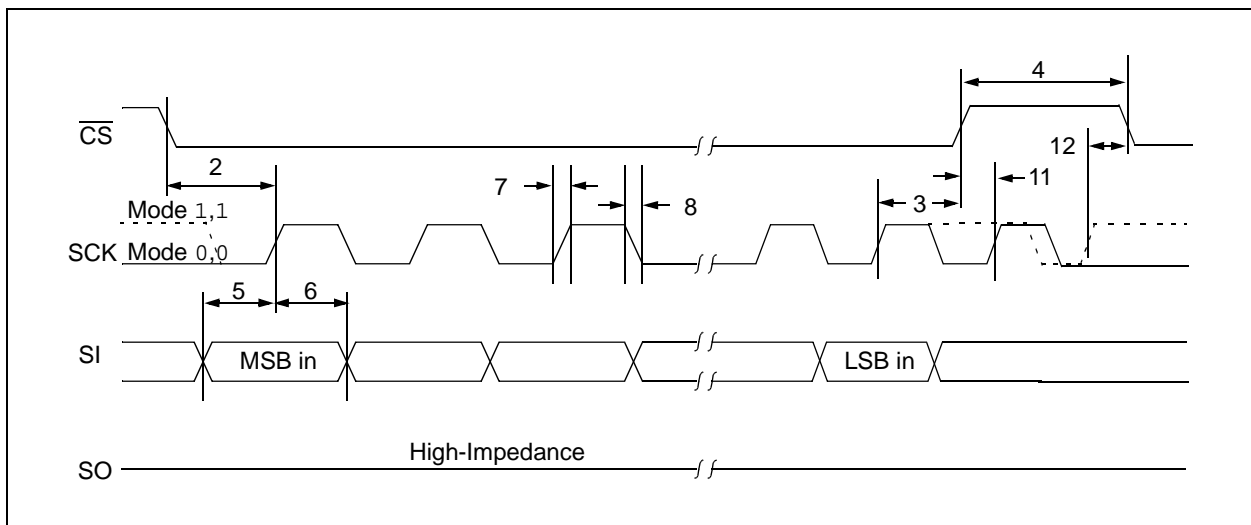 4
CS
12
2
7
11
3
8
Mode 1,1
SCK Mode 0,0
5
6
SI
MSB in
LSB in
High-Impedance
SO